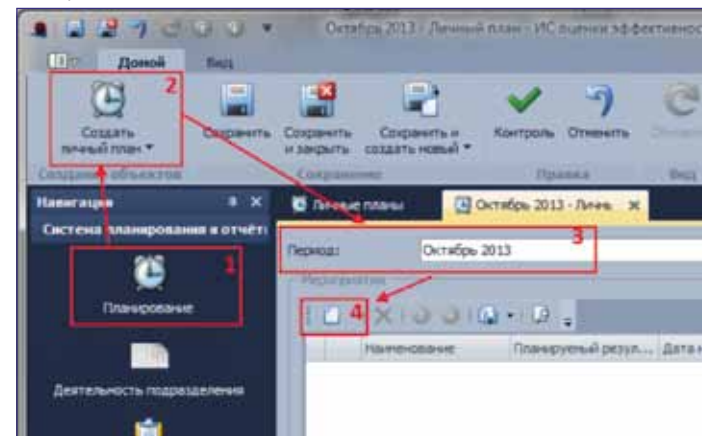 Октябрь 2013 - Личный план - ИС оценки эффективнос
Домой Вид
2
Создать личный план
Сохранить
Сохранить и закрыть
Сохранить и создать новый
Контроль
Отменить
Создание объектов
Сохранение
Правка
Вид
Навигация
Личные планы
Октябрь 2013 - Личн
Система планирования и отчёт
1
Планирование
Период:
Октябрь 2013
3
Мероприятия
4
Наименование
Планируемый резул...
Дата н
Деятельность подразделения